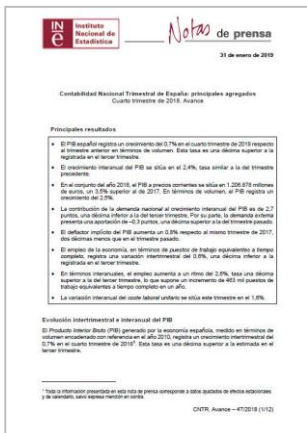 INE
Instituto
Nacional de
Estadística
Notas de prensa
31 de enero de 2019
Contabilidad Nacional Trimestral de España: principales agregados
Cuarto trimestre de 2018. Avance
Principales resultados
• El PIB español registra un crecimiento del 0,7% en el cuarto trimestre de 2018 respecto
al trimestre anterior en términos de volumen. Esta tasa es una décima superior a la
registrada en el tercer trimestre.
• El crecimiento interanual del PIB se sitúa en el 2,4%, tasa similar a la del trimestre
precedente.
• En el conjunto del año 2018, el PIB a precios corrientes se sitúa en 1.206.878 millones
de euros, un 3,5% superior al de 2017. En términos de volumen, el PIB registra un
crecimiento del 2,5%.
• La contribución de la demanda nacional al crecimiento interanual del PIB es de 2,7
puntos, una décima inferior a la del tercer trimestre. Por su parte, la demanda externa
presenta una aportación de –0,3 puntos, una décima superior a la del trimestre pasado.
• El deflactor implícito del PIB aumenta un 0,8% respecto al mismo trimestre de 2017,
dos décimas menos que en el trimestre pasado.
• El empleo de la economía, en términos de puestos de trabajo equivalentes a tiempo
completo, registra una variación intertrimestral del 0,6%, una décima inferior a la
registrada en el tercer trimestre.
• En términos interanuales, el empleo aumenta a un ritmo del 2,6%, tasa una décima
superior a la del tercer trimestre, lo que supone un incremento de 463 mil puestos de
trabajo equivalentes a tiempo completo en un año.
• La variación interanual del coste laboral unitario se sitúa este trimestre en el 1,6%.
Evolución intertrimestral e interanual del PIB
El Producto Interior Bruto (PIB) generado por la economía española, medido en términos de
volumen encadenado con referencia en el año 2010, registra un crecimiento intertrimestral del
0,7% en el cuarto trimestre de 2018¹. Esta tasa es una décima superior a la estimada en el
tercer trimestre.
¹ Toda la información presentada en esta nota de prensa corresponde a datos ajustados de efectos estacionales
y de calendario, salvo expresa mención en contra.
CNTR. Avance – 4T/2018 (1/12)